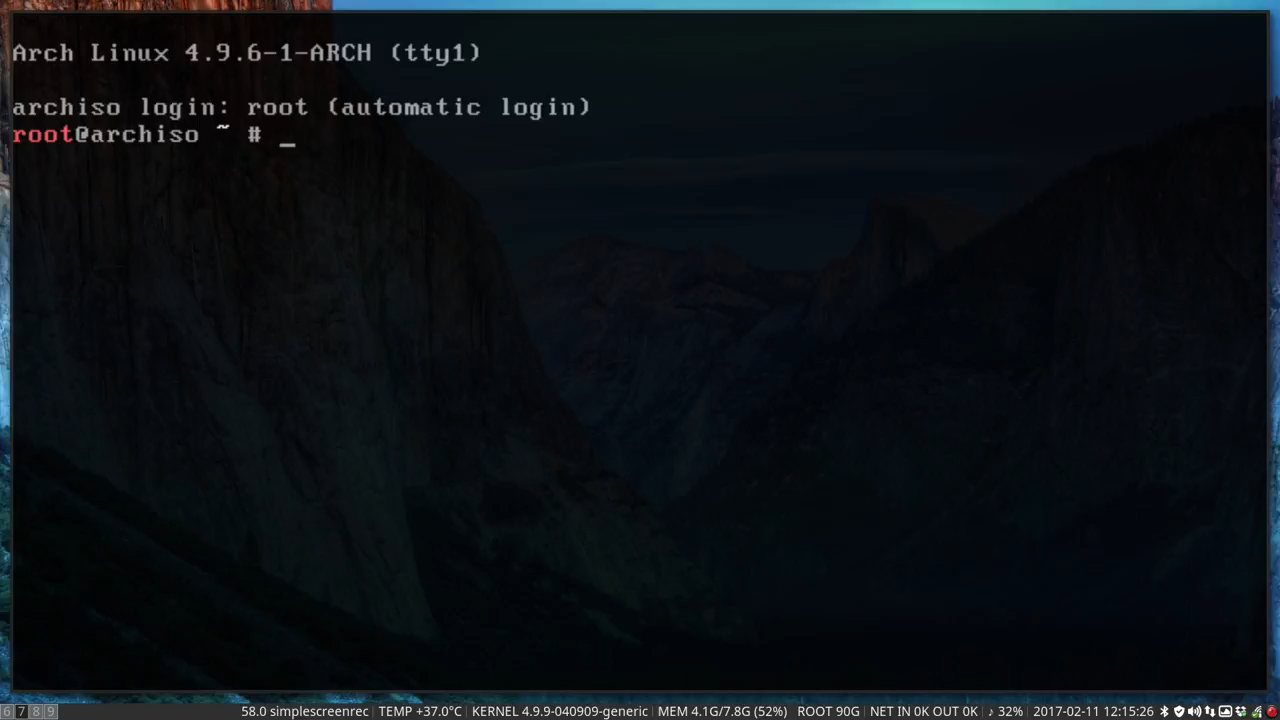 Arch Linux 4.9.6-1-ARCH (tty1)
archiso login: root (automatic login)
root@archiso ~ # _
6 7 8 9 58.0 simplescreenrec TEMP +37.0°C KERNEL 4.9.9-040909-generic MEM 4.1G/7.8G (52%) ROOT 90G NET IN 0K OUT 0K ♪ 32% 2017-02-11 12:15:26